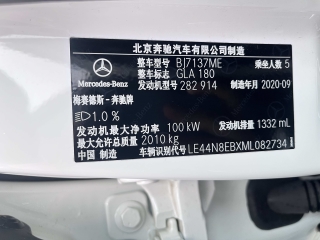 北京奔驰汽车有限公司制造
整车型号 BJ7137ME 乘坐人数 5
整车标志 GLA 180
Mercedes-Benz 发动机型号 282 914 制造年月 2020-09
梅赛德斯-奔驰牌
1.0 %
发动机最大净功率 100 kW 发动机排量 1332 mL
最大允许总质量 2010 kg
中国 制造 车辆识别代号 LE44N8EBXML082734